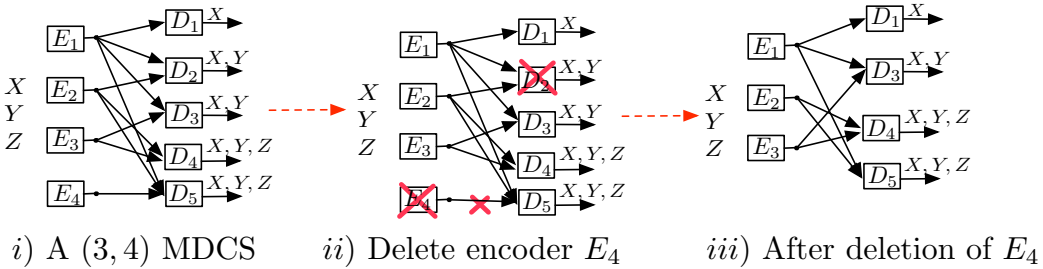 E1
E2
E3
E4
X
Y
Z
D1
D2
D3
D4
D5
X
X, Y
X, Y
X, Y, Z
X, Y, Z
i) A (3, 4) MDCS
E1
E2
E3
E4
X
Y
Z
D1
D2
D3
D4
D5
X
X, Y
X, Y
X, Y, Z
X, Y, Z
ii) Delete encoder E4
E1
E2
E3
X
Y
Z
D1
D3
D4
D5
X
X, Y
X, Y, Z
X, Y, Z
iii) After deletion of E4